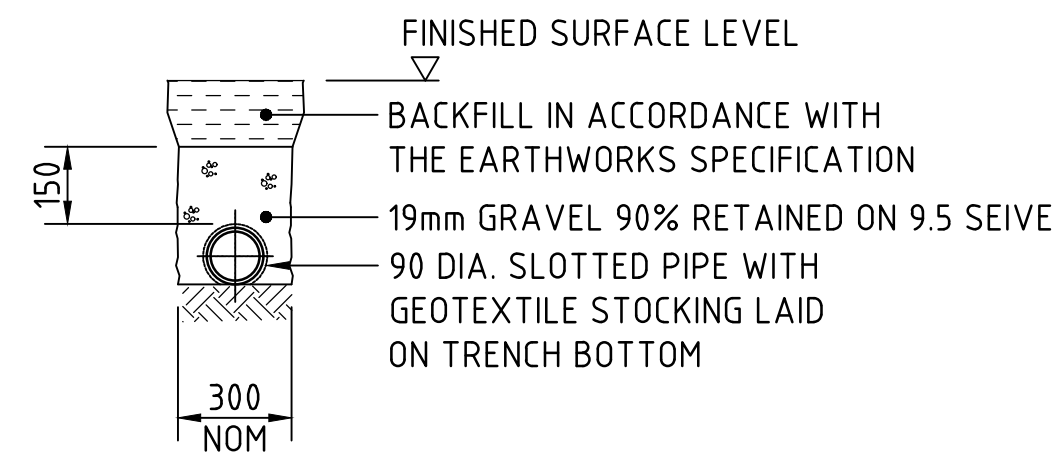 FINISHED SURFACE LEVEL
BACKFILL IN ACCORDANCE WITH
THE EARTHWORKS SPECIFICATION
150
19mm GRAVEL 90% RETAINED ON 9.5 SEIVE
90 DIA. SLOTTED PIPE WITH
GEOTEXTILE STOCKING LAID
ON TRENCH BOTTOM
300
NOM